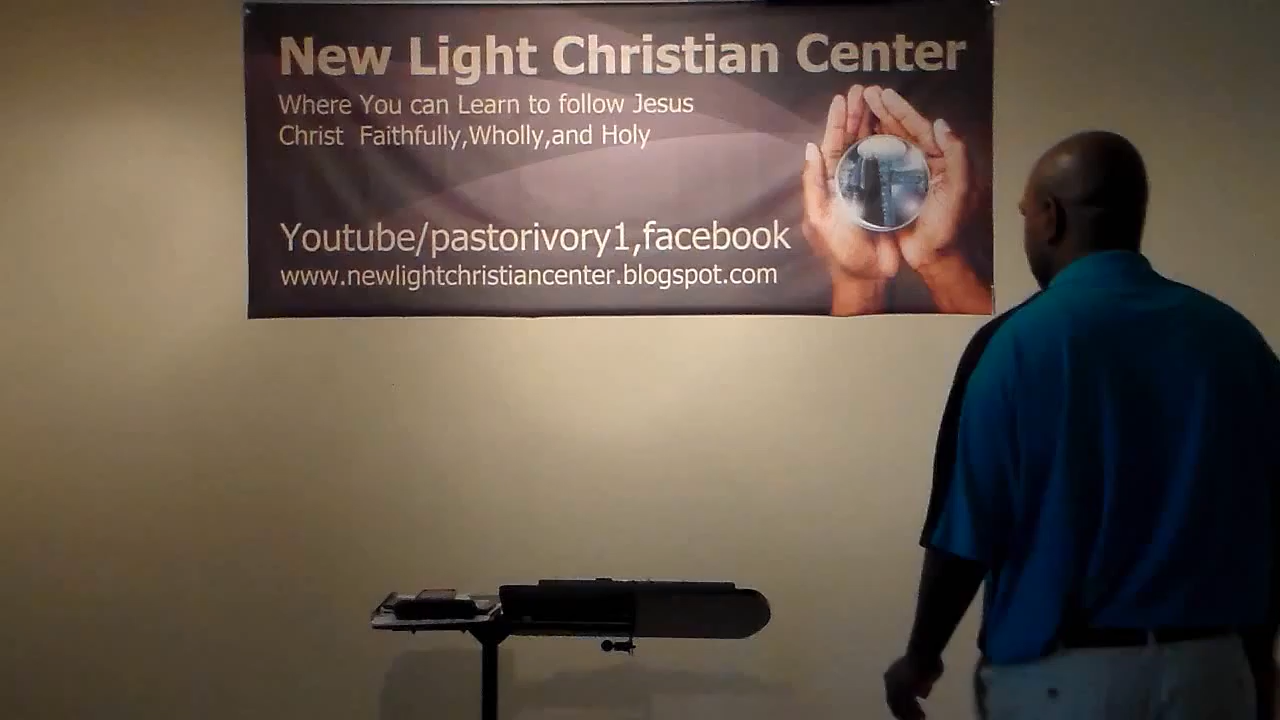 New Light Christian Center
Where You can Learn to follow Jesus
Christ Faithfully,Wholly,and Holy
Youtube/pastorivory1,facebook
www.newlightchristiancenter.blogspot.com